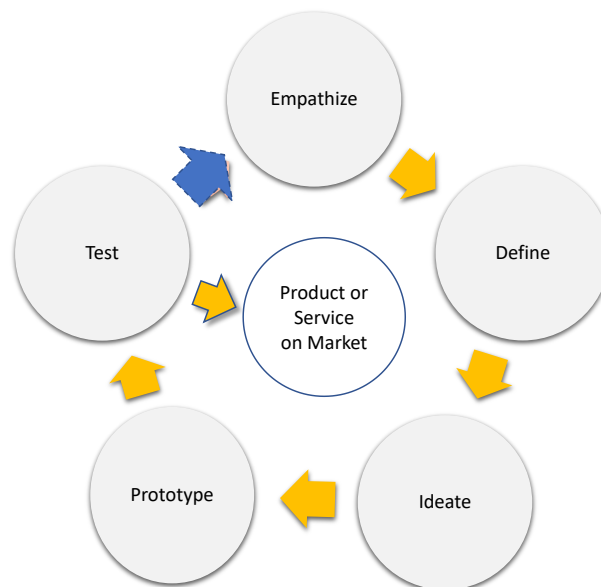 Empathize
Define
Test
Product or
Service
on Market
Prototype
Ideate